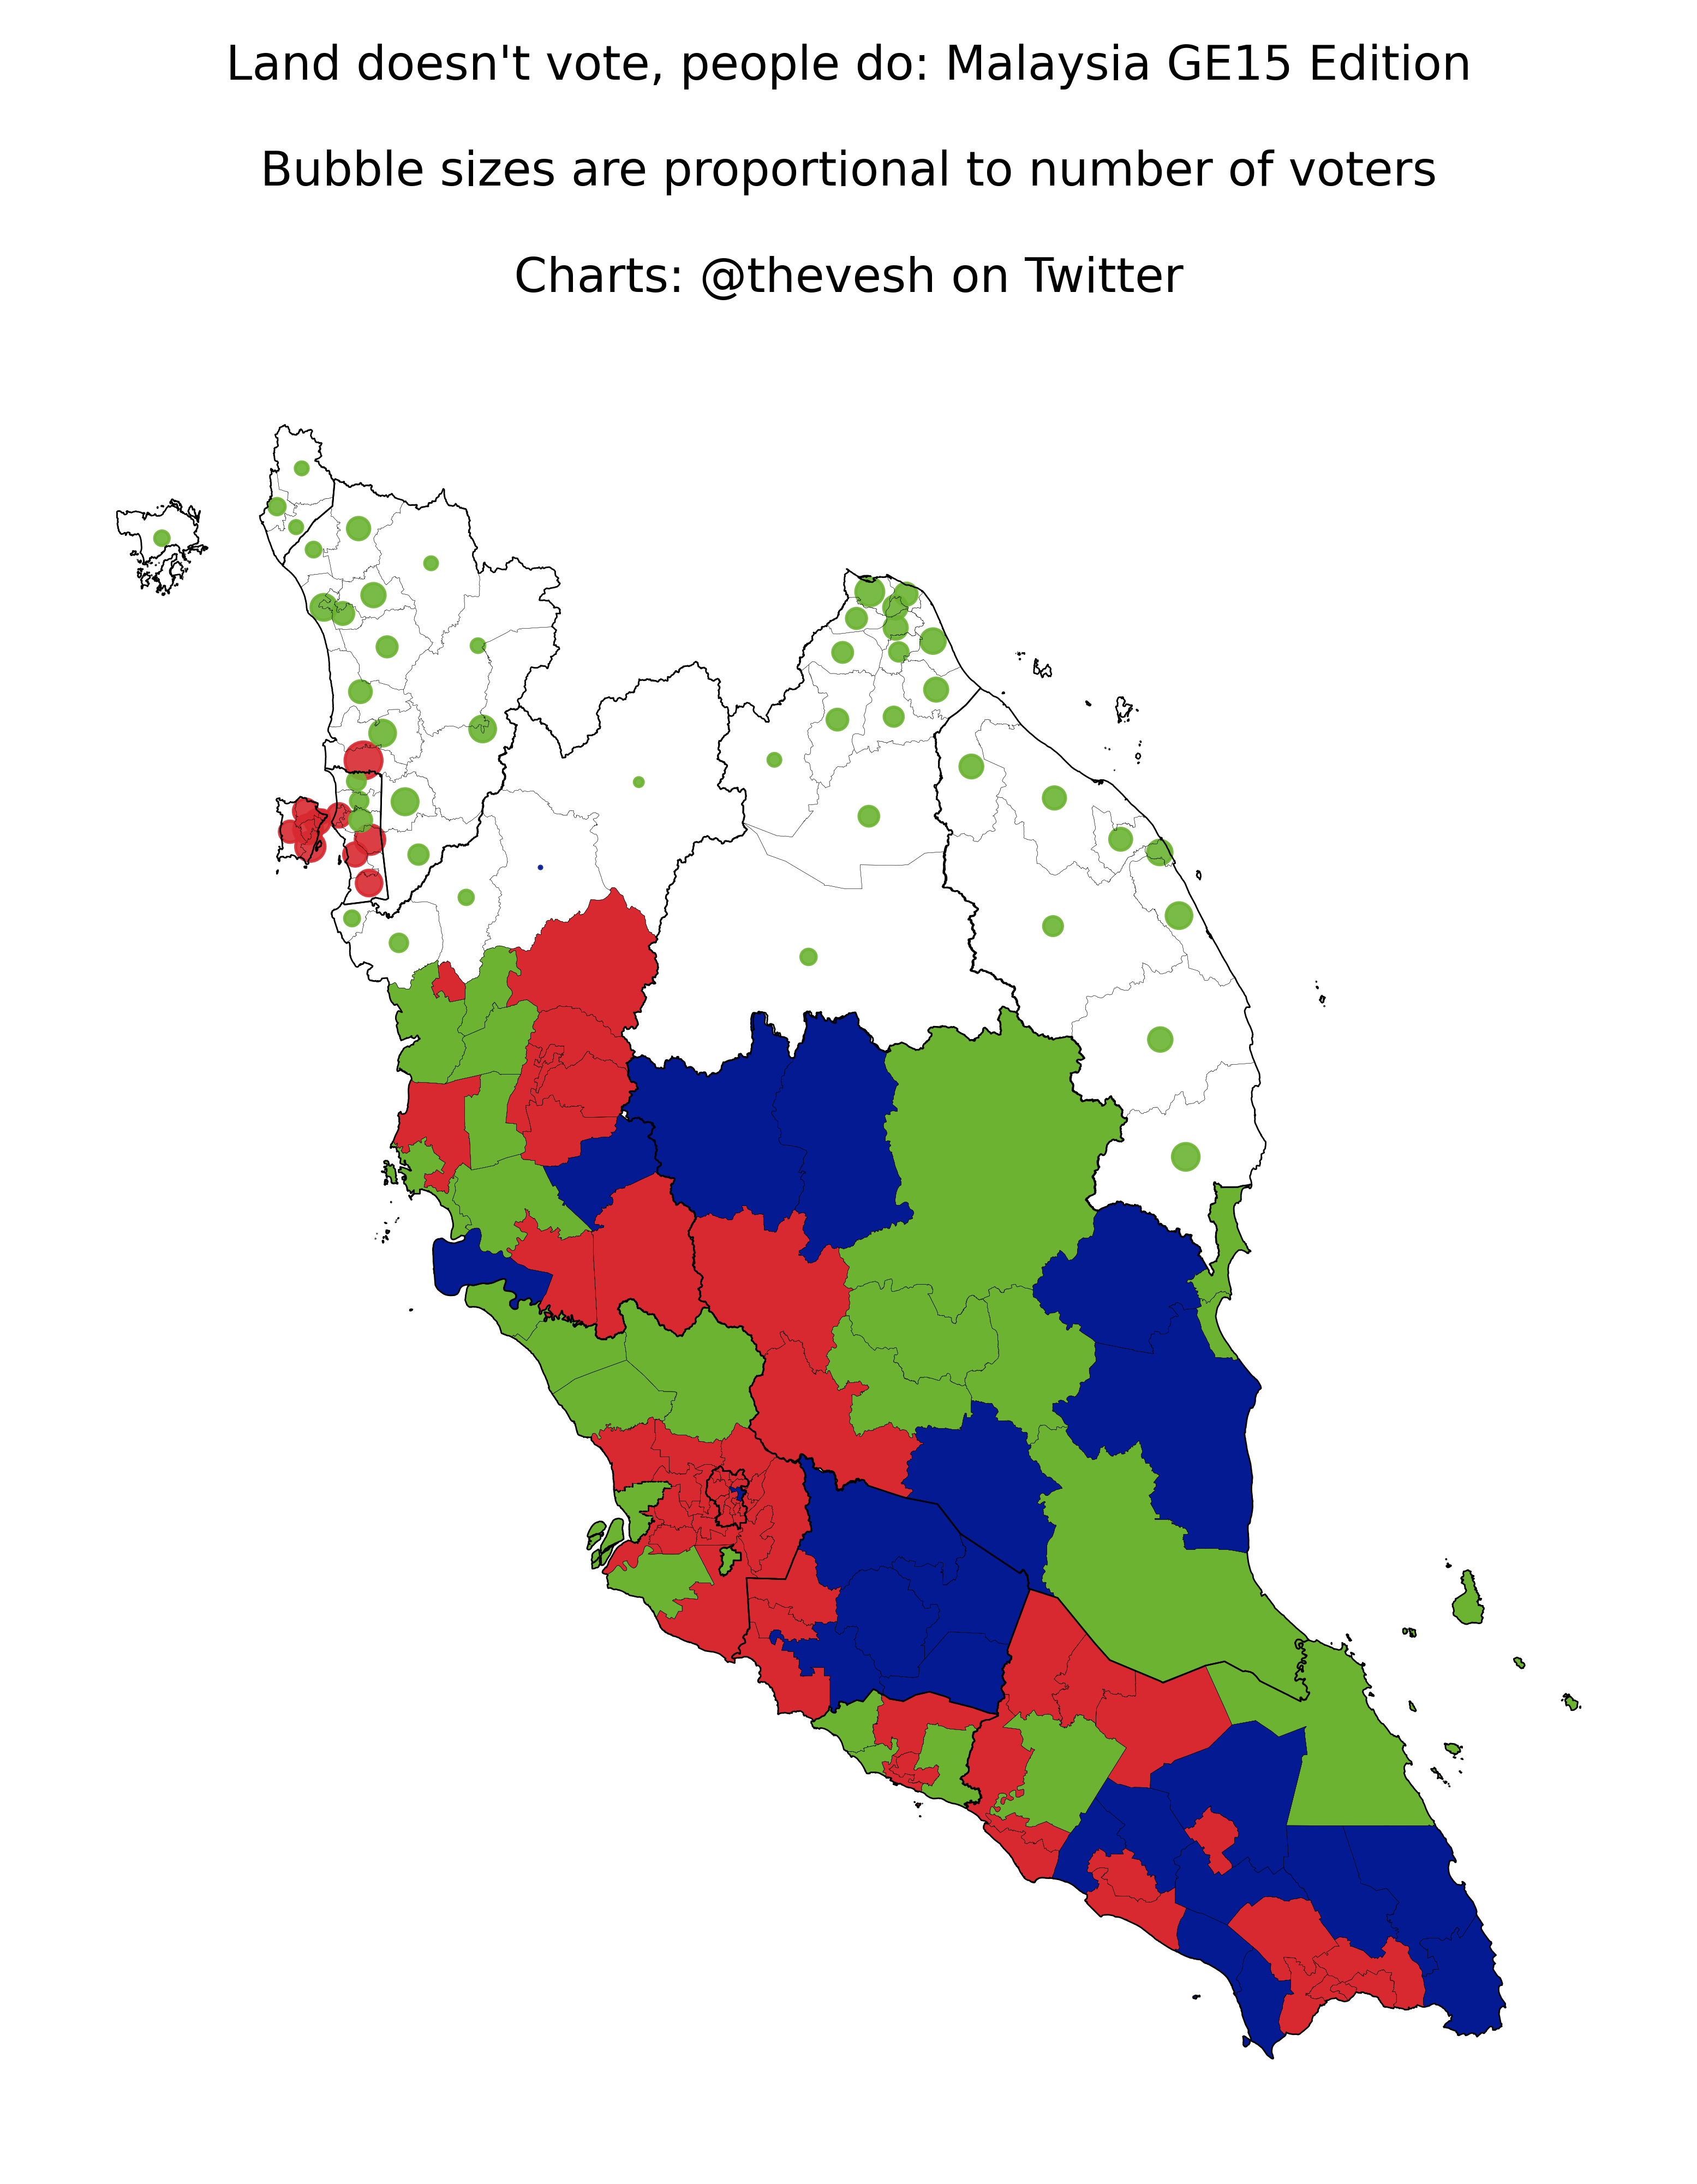 Land doesn't vote, people do: Malaysia GE15 Edition
Bubble sizes are proportional to number of voters
Charts: @thevesh on Twitter